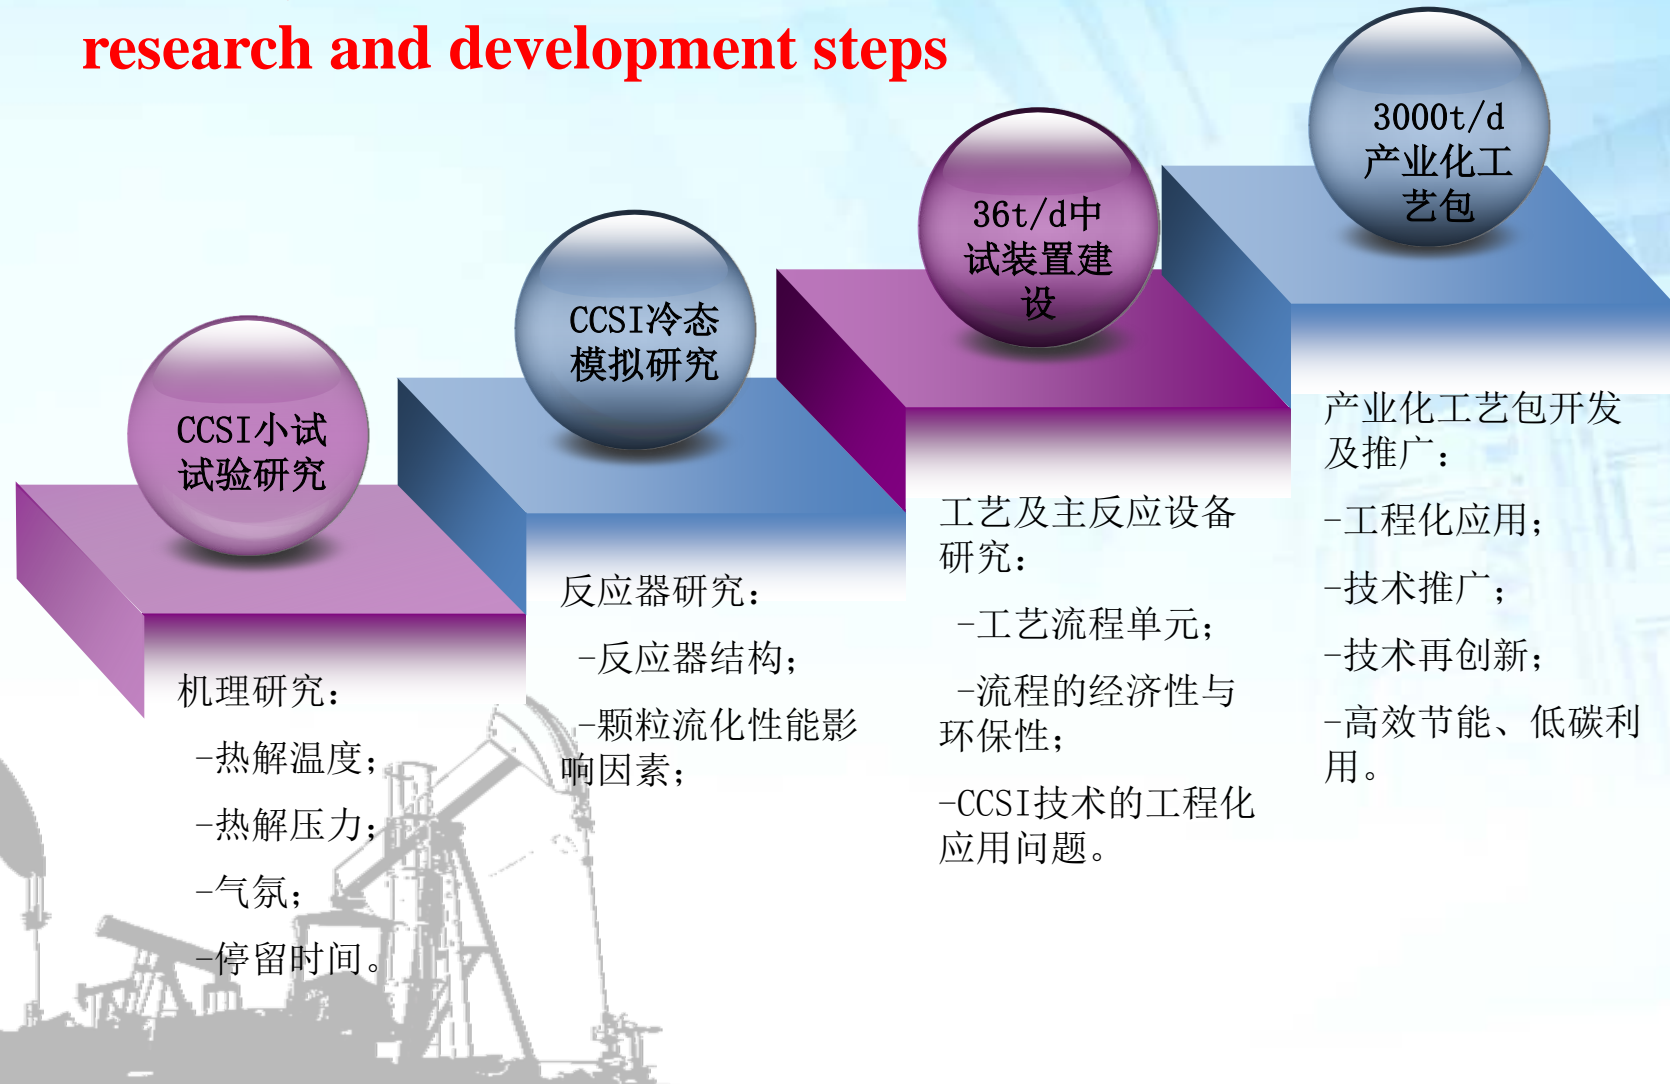 research and development steps
CCSI小试
试验研究
机理研究：
-热解温度；
-热解压力；
-气氛；
-停留时间。
CCSI冷态
模拟研究
反应器研究：
-反应器结构；
-颗粒流化性能影
响因素；
36t/d中
试装置建
设
工艺及主反应设备
研究：
-工艺流程单元；
-流程的经济性与
环保性；
-CCSI技术的工程化
应用问题。
3000t/d
产业化工
艺包
产业化工艺包开发
及推广：
-工程化应用；
-技术推广；
-技术再创新；
-高效节能、低碳利
用。